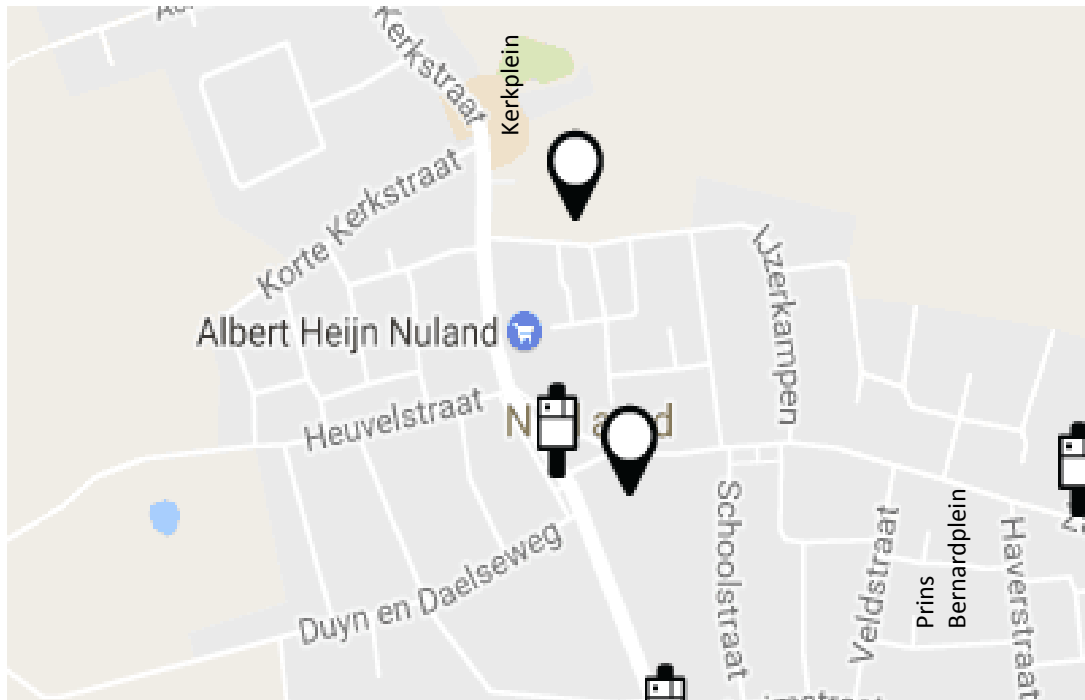 Kerkstraat
Kerkplein
Korte Kerkstraat
IJzerkampen
Albert Heijn Nuland
Heuvelstraat
Schoolstraat
Duyn en Daelseweg
Veldstraat
Prins
Bernardplein
Haverstraat